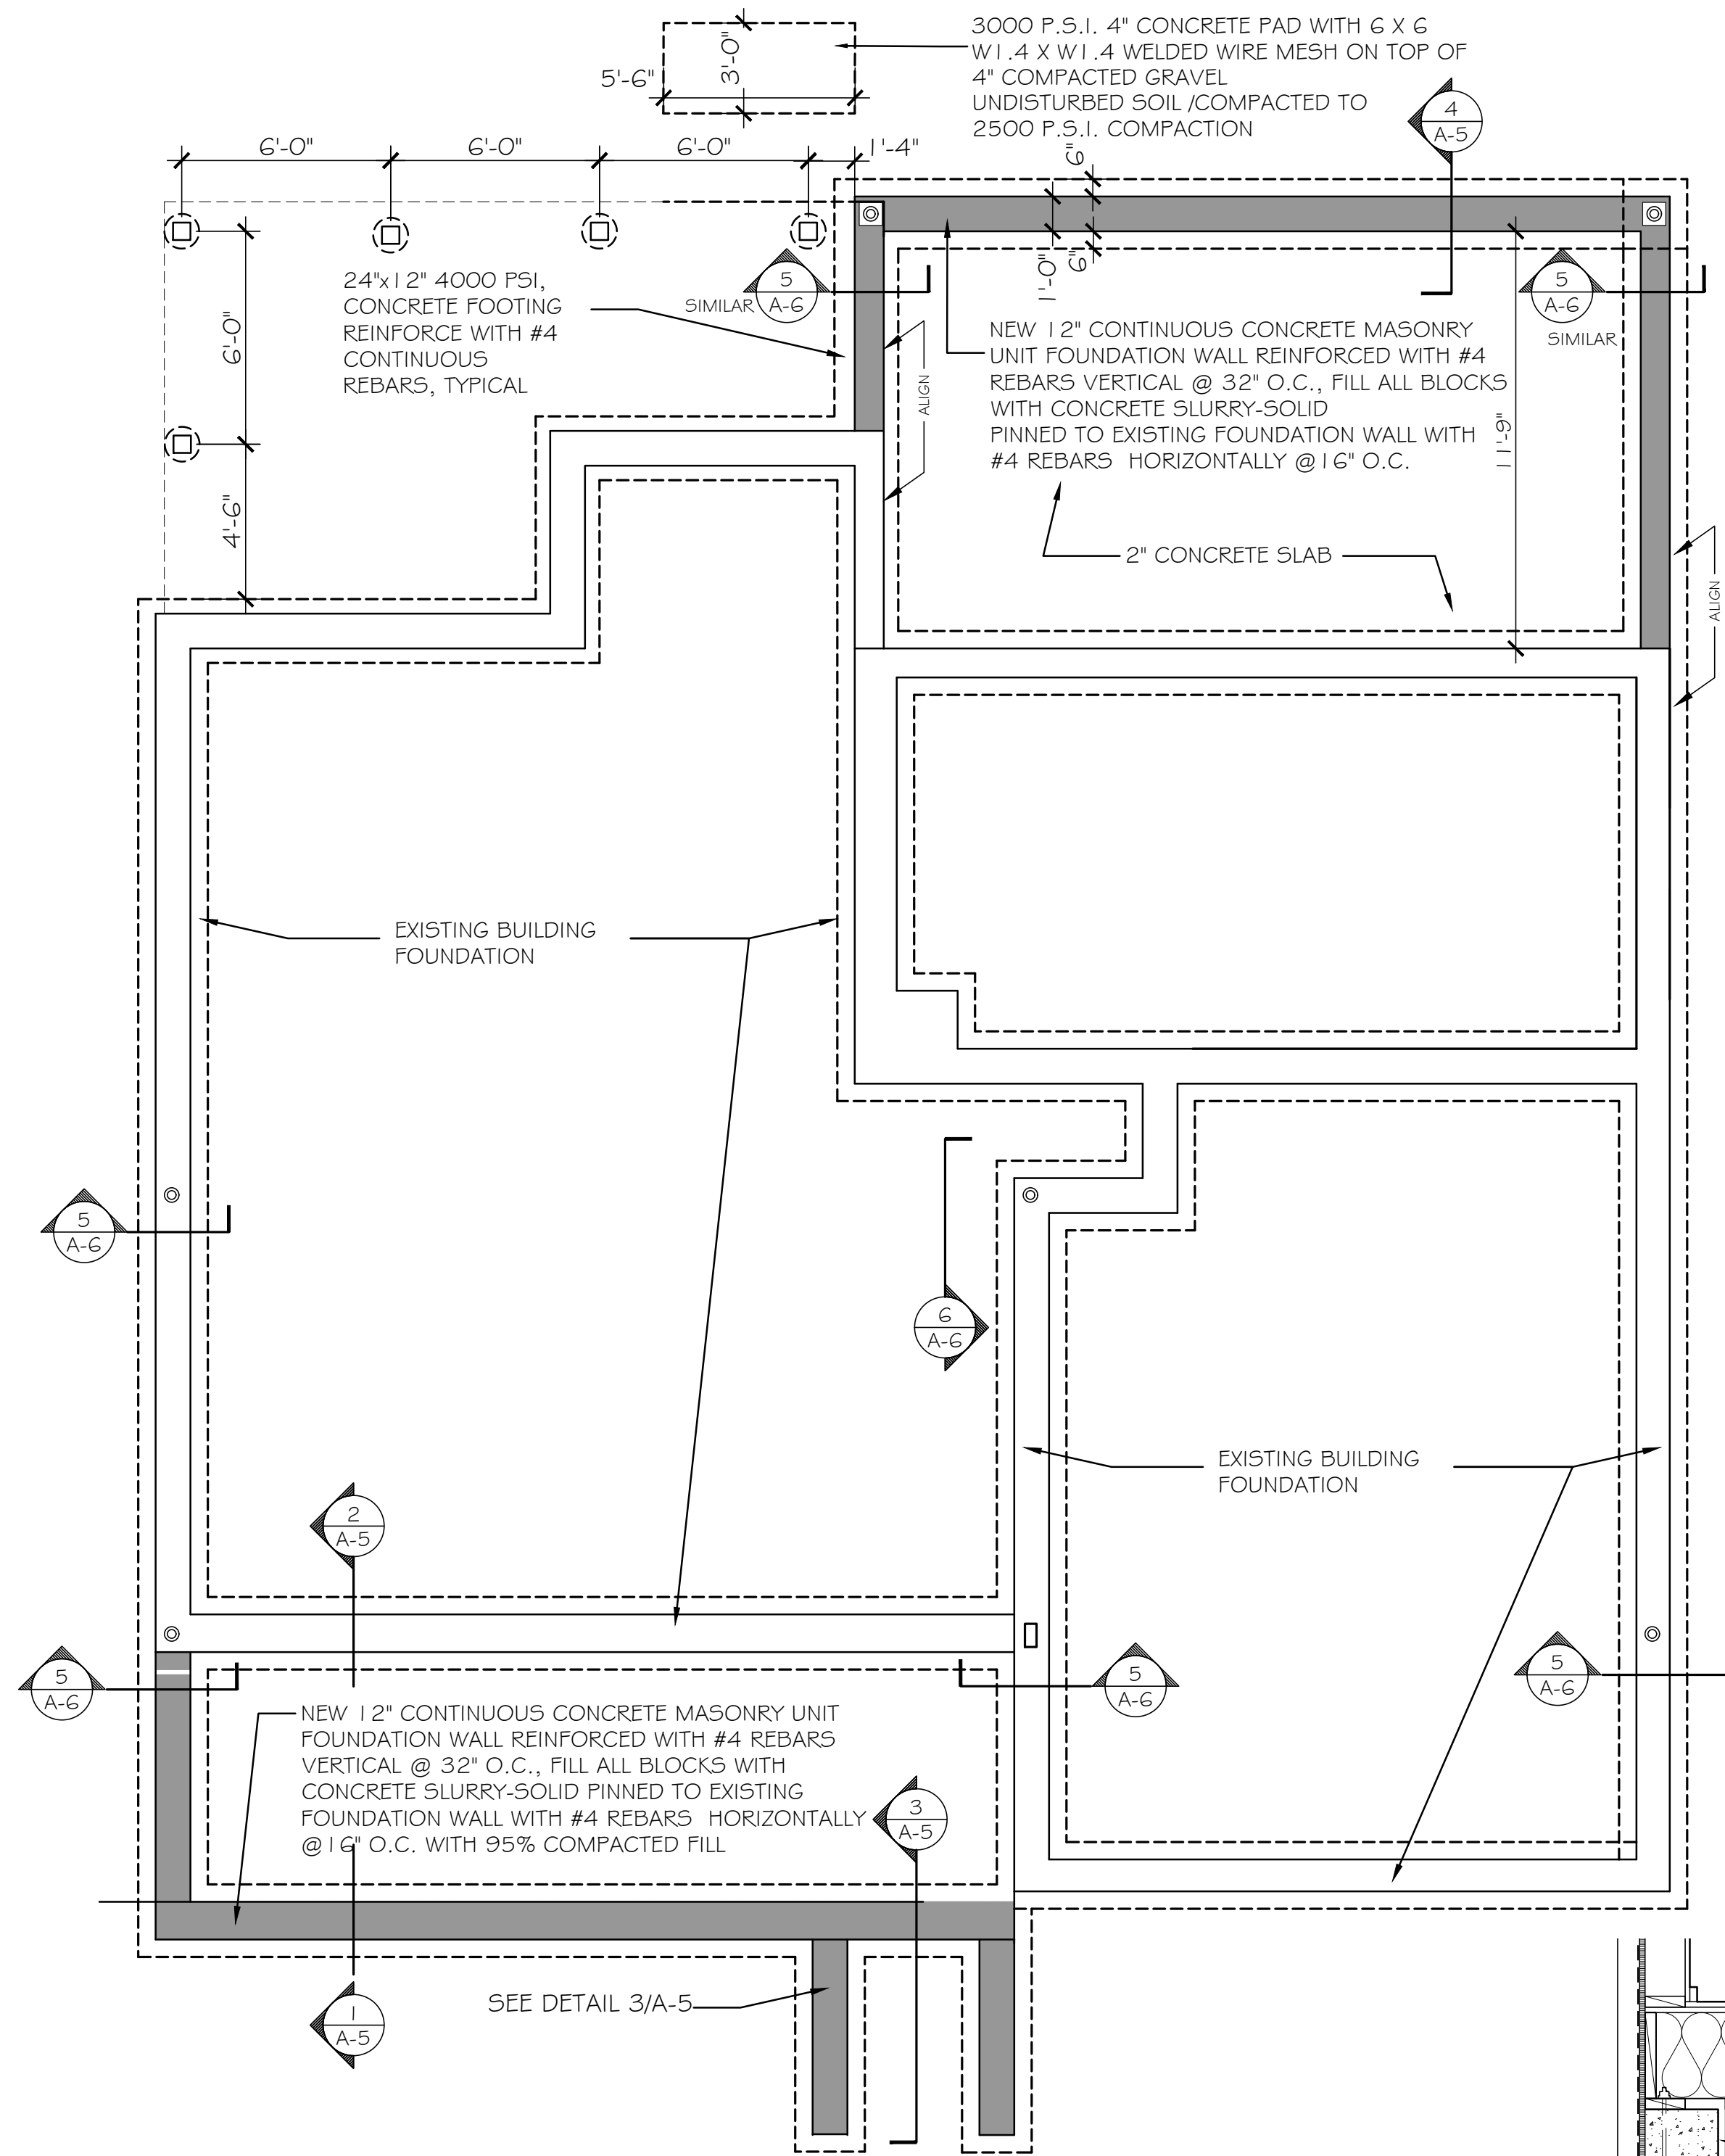 3000 P.S.I. 4" CONCRETE PAD WITH 6 X 6
W1.4 X W1.4 WELDED WIRE MESH ON TOP OF
4" COMPACTED GRAVEL
UNDISTURBED SOIL /COMPACTED TO
2500 P.S.I. COMPACTION
5'-6"
3'-0"
4
A-5
6'-0"
6'-0"
6'-0"
1'-4"
6"
1'-0"
6"
24"x12" 4000 PSI,
CONCRETE FOOTING
REINFORCE WITH #4
CONTINUOUS
REBARS, TYPICAL
SIMILAR
5
A-6
5
A-6
SIMILAR
6'-0"
4'-6"
ALIGN
NEW 12" CONTINUOUS CONCRETE MASONRY
UNIT FOUNDATION WALL REINFORCED WITH #4
REBARS VERTICAL @ 32" O.C., FILL ALL BLOCKS
WITH CONCRETE SLURRY-SOLID
PINNED TO EXISTING FOUNDATION WALL WITH
#4 REBARS HORIZONTALLY @16" O.C.
11'-9"
2" CONCRETE SLAB
ALIGN
EXISTING BUILDING
FOUNDATION
5
A-6
6
A-6
EXISTING BUILDING
FOUNDATION
2
A-5
5
A-6
5
A-6
5
A-6
NEW 12" CONTINUOUS CONCRETE MASONRY UNIT
FOUNDATION WALL REINFORCED WITH #4 REBARS
VERTICAL @ 32" O.C., FILL ALL BLOCKS WITH
CONCRETE SLURRY-SOLID PINNED TO EXISTING
FOUNDATION WALL WITH #4 REBARS HORIZONTALLY
@16" O.C. WITH 95% COMPACTED FILL
3
A-5
SEE DETAIL 3/A-5
1
A-5